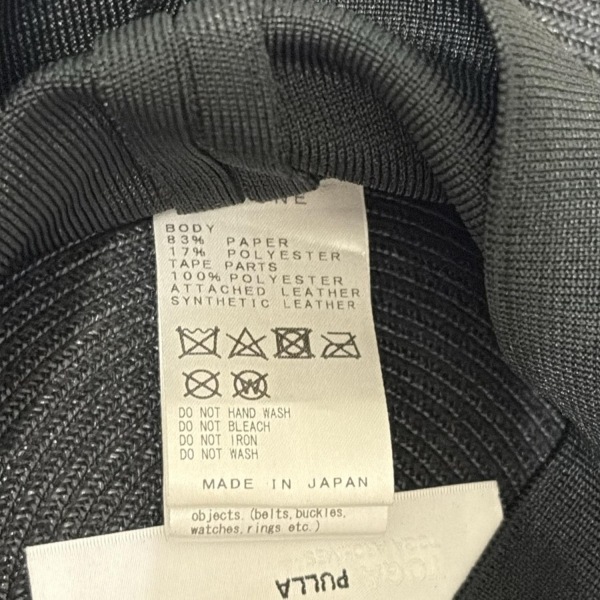 BODY
83% PAPER
17% POLYESTER
TAPE PARTS
100% POLYESTER
ATTACHED LEATHER
SYNTHETIC LEATHER
W
DO NOT HAND WASH
DO NOT BLEACH
DO NOT IRON
DO NOT WASH
MADE IN JAPAN
objects. (belts, buckles,
watches, rings etc.)
PULLA